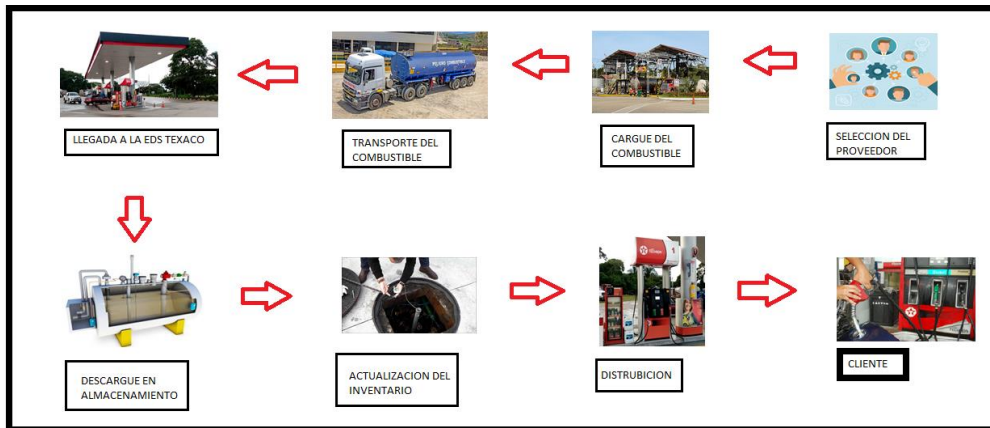 LLEGADA A LA EDS TEXACO
TRANSPORTE DEL
COMBUSTIBLE
CARGUE DEL
COMBUSTIBLE
SELECCION DEL
PROVEEDOR
DESCARGUE EN
ALMACENAMIENTO
ACTUALIZACION DEL
INVENTARIO
DISTRUBICION
CLIENTE